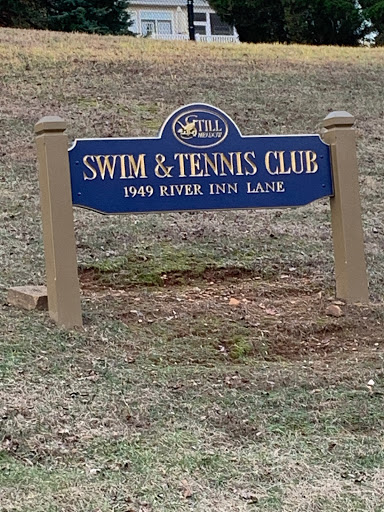 STILL
MEADOW
SWIM & TENNIS CLUB
1949 RIVER INN LANE